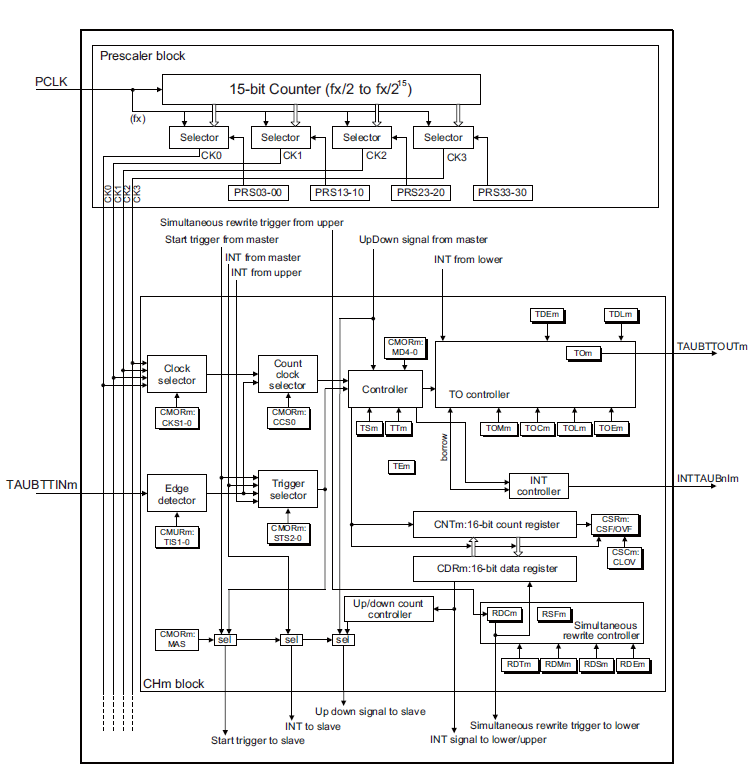 Prescaler block
PCLK
15-bit Counter (fx/2 to fx/2^15)
(fx)
Selector
Selector
Selector
Selector
CK0
CK1
CK2
CK3
PRS03-00
PRS13-10
PRS23-20
PRS33-30
CK0
CK1
CK2
CK3
Simultaneous rewrite trigger from upper
Start trigger from master
UpDown signal from master
INT from master
INT from lower
INT from upper
TDEm
TDLm
CMORm:
MD4-0
TOm
TAUBTTOUTm
Clock
selector
Count
clock
selector
Controller
TO controller
CMORm:
CKS1-0
CMORm:
CCS0
TSm
TTm
TOMm
TOCm
TOLm
TOEm
borrow
TEm
TAUBTTINm
Edge
detector
Trigger
selector
INT
controller
INTTAUBnIm
CMURm:
TIS1-0
CMORm:
STS2-0
CNTm:16-bit count register
CSRm:
CSF/OVF
CSCm:
CLOV
CDRm:16-bit data register
Up/down count
controller
RDCm
RSFm
Simultaneous
rewrite controller
CMORm:
MAS
sel
sel
sel
RDTm
RDMm
RDSm
RDEm
CHm block
Up down signal to slave
INT to slave
Simultaneous rewrite trigger to lower
Start trigger to slave
INT signal to lower/upper